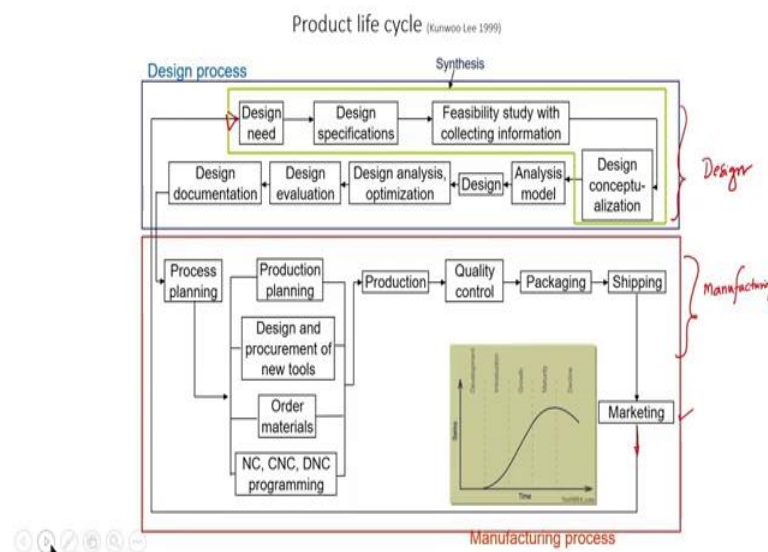 Product life cycle (Kunwoo Lee 1999)
Synthesis
Design process
Design
need
Design
specifications
Feasibility study with
collecting information
Design
conceptu-
alization
Analysis
model
Design
Design analysis,
optimization
Design
evaluation
Design
documentation
Design
Process
planning
Production
planning
Design and
procurement of
new tools
Order
materials
NC, CNC, DNC
programming
Production
Quality
control
Packaging
Shipping
Manufacturing
Marketing
Development
Introduction
Growth
Maturity
Decline
Time
Manufacturing process